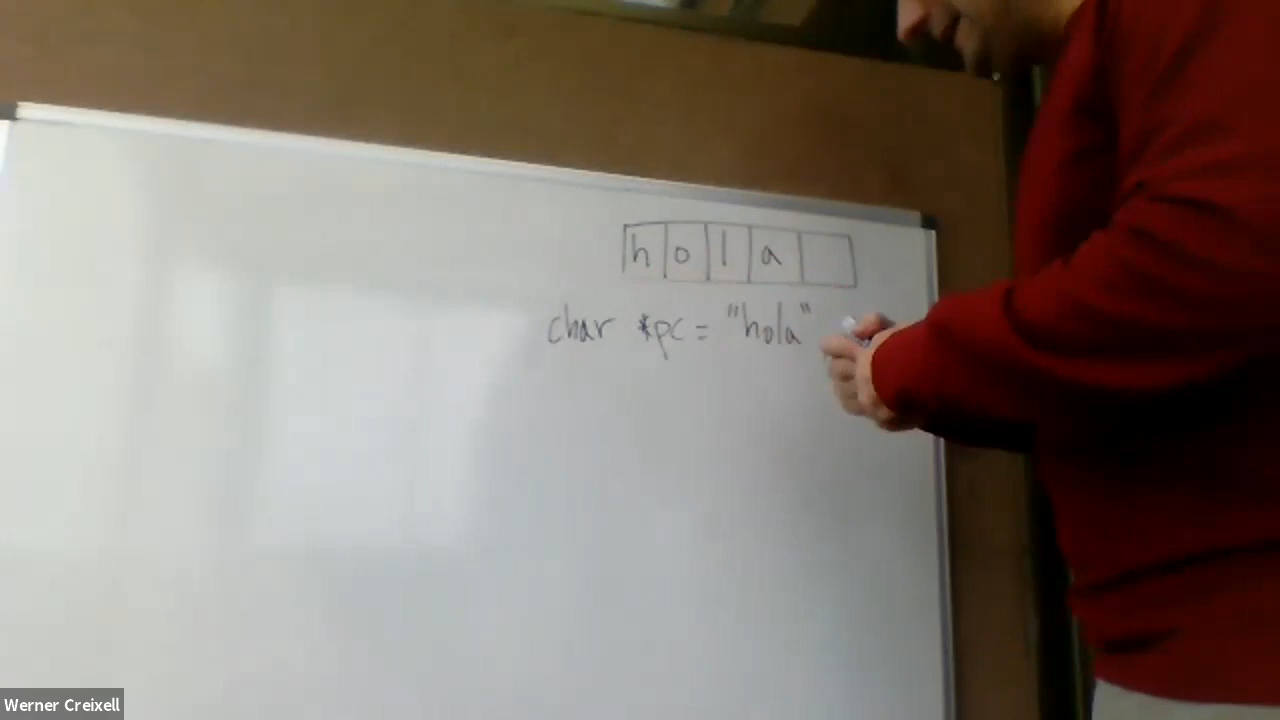 h o l a
char *pc = "hola"
Werner Creixell